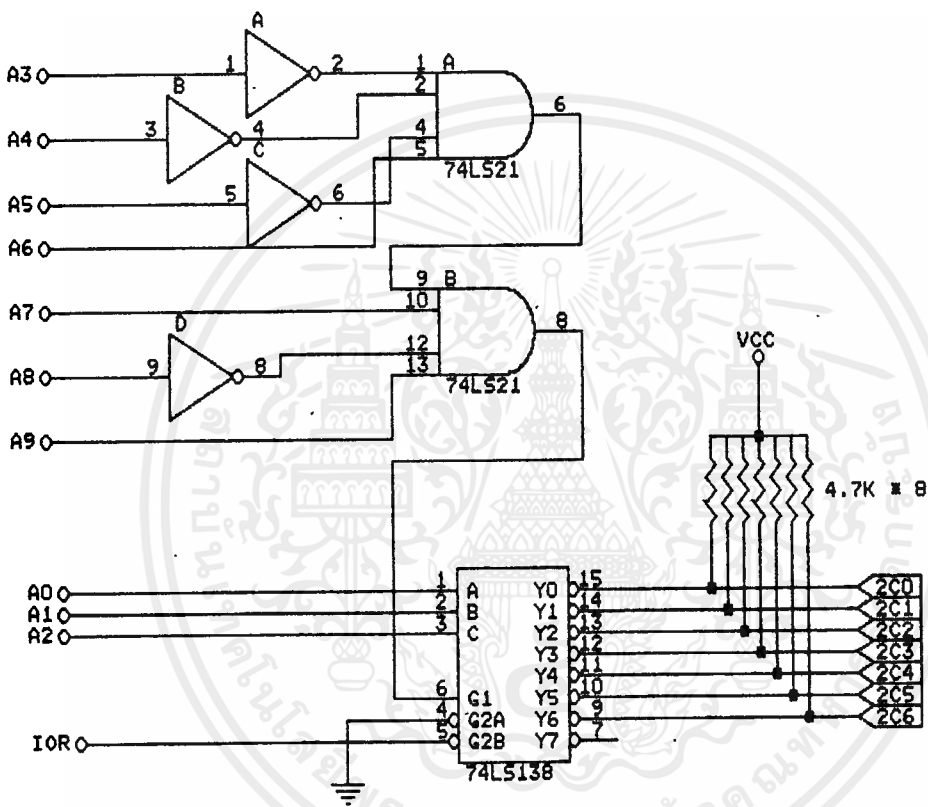 A
A3 1 2 1 A
B 2
A4 3 4 4 6
C 5
74LS21
A5 5 6
A6
9 B
A7 10
D 8
12
A8 9 8 13
74LS21
A9
VCC
4.7K * 8
A0 1 A Y0 15 2C0
A1 2 B Y1 14 2C1
A2 3 C Y2 13 2C2
Y3 12 2C3
Y4 11 2C4
6 G1 Y5 10 2C5
4 G2A Y6 9 2C6
IOR 5 G2B Y7 7
74LS138